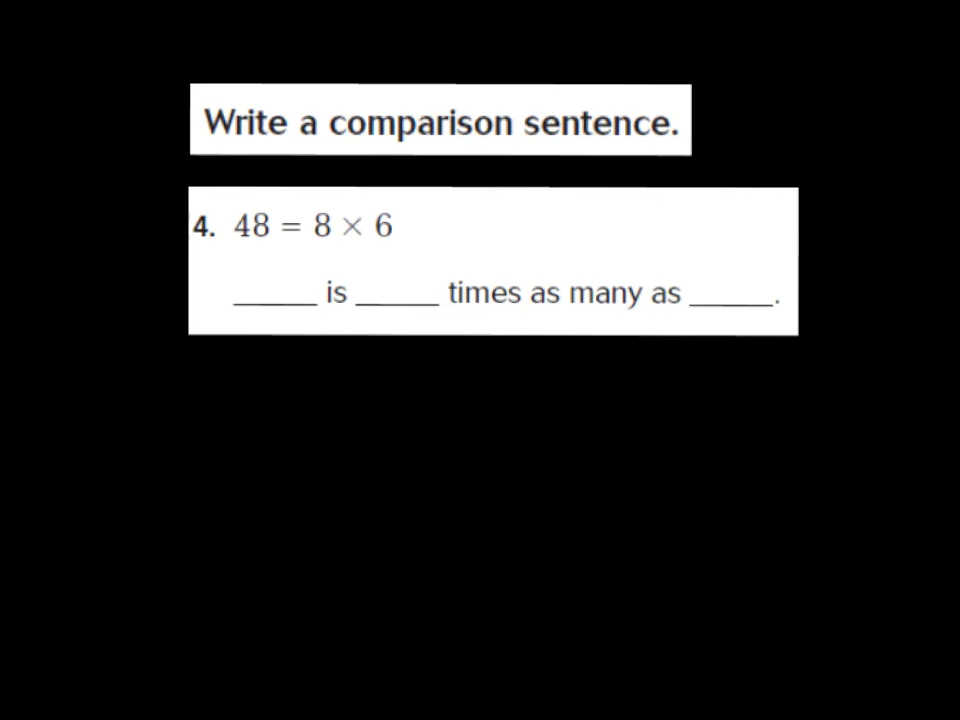 Write a comparison sentence.
4. 48 = 8 × 6
_____ is _____ times as many as _____.